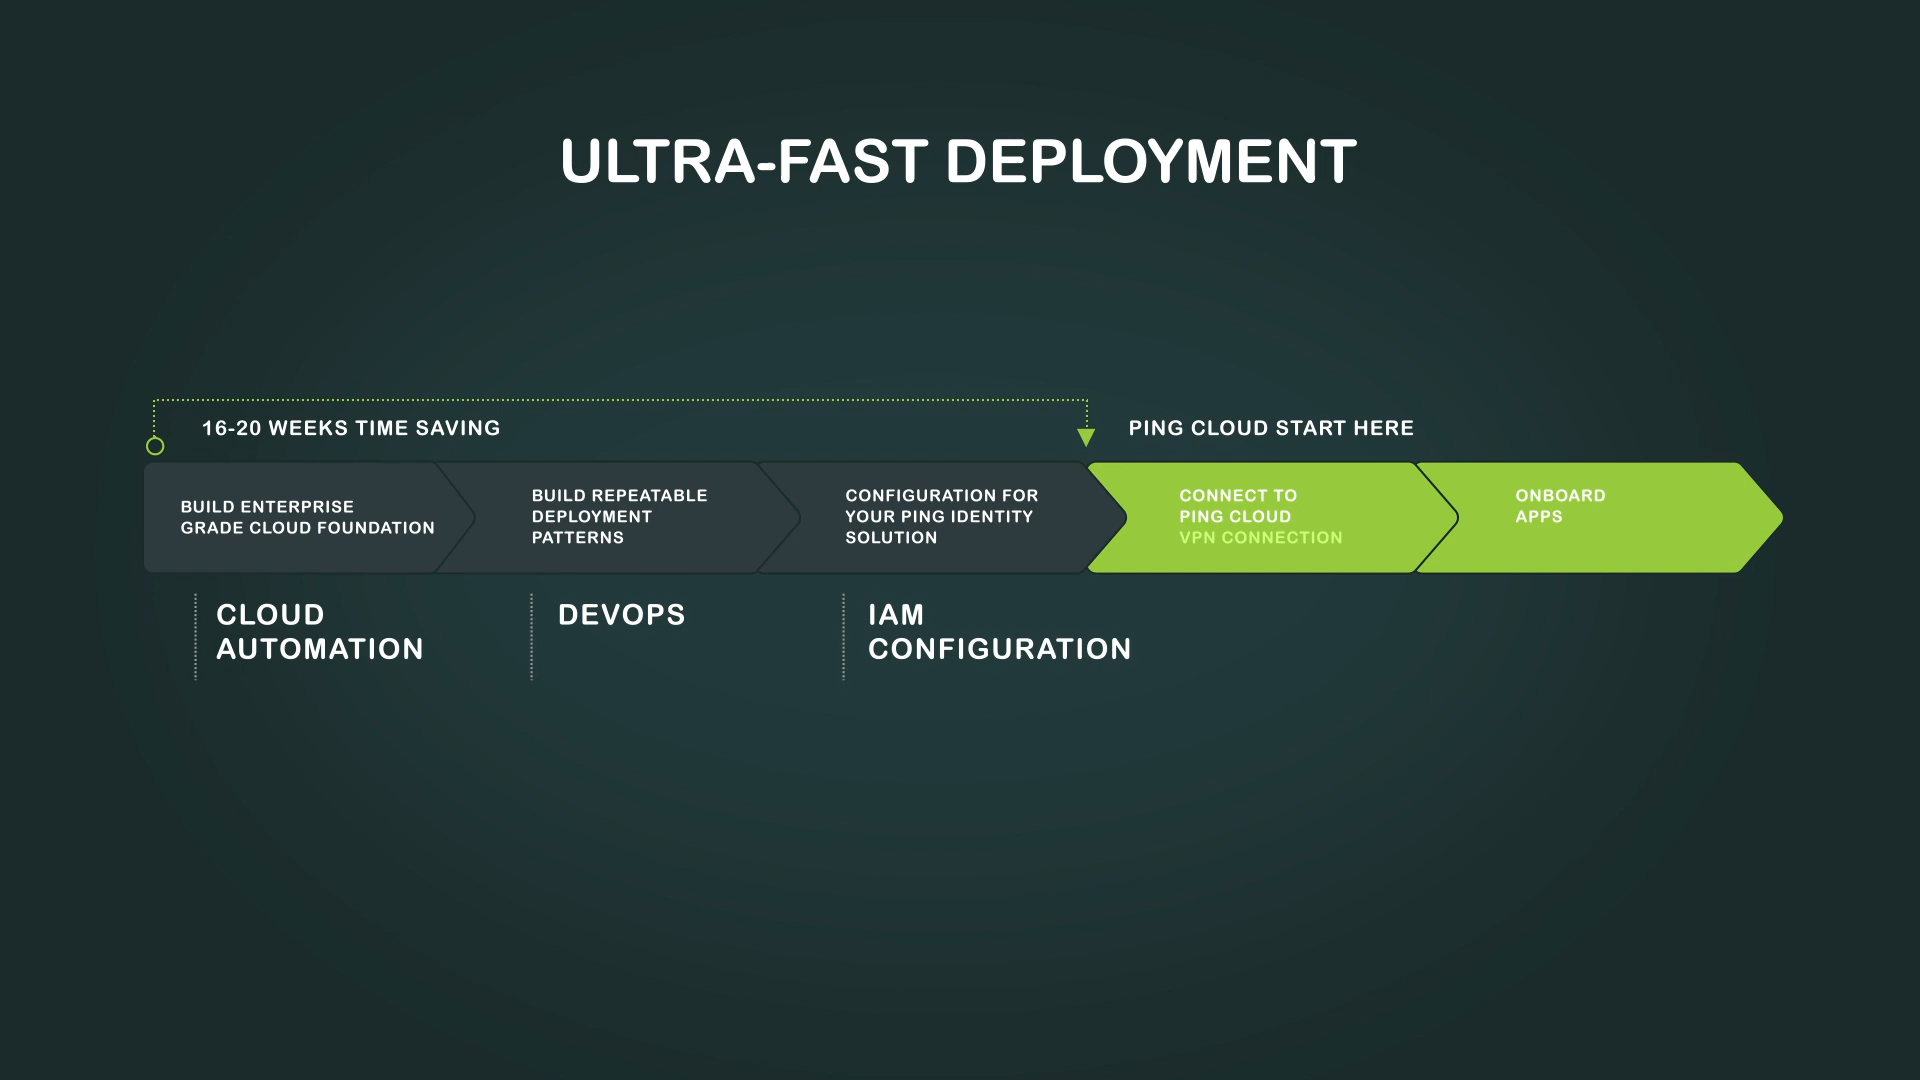 ULTRA-FAST DEPLOYMENT
16-20 WEEKS TIME SAVING
PING CLOUD START HERE
BUILD ENTERPRISE
GRADE CLOUD FOUNDATION
BUILD REPEATABLE
DEPLOYMENT
PATTERNS
CONFIGURATION FOR
YOUR PING IDENTITY
SOLUTION
CONNECT TO
PING CLOUD
VPN CONNECTION
ONBOARD
APPS
CLOUD
AUTOMATION
DEVOPS
IAM
CONFIGURATION